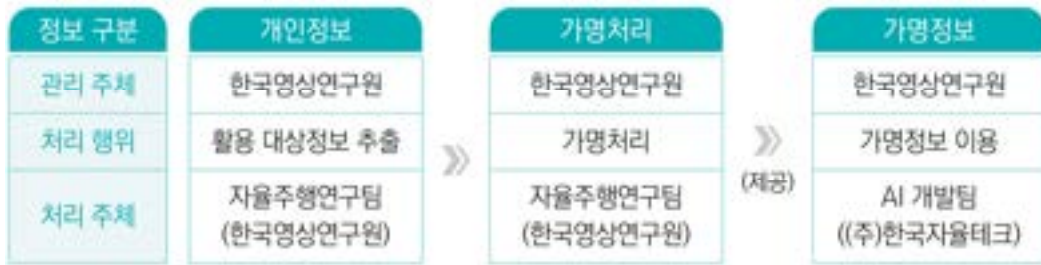 정보 구분 개인정보 가명처리 가명정보
관리 주체 한국영상연구원 한국영상연구원 한국영상연구원
처리 행위 활용 대상정보 추출 가명처리 가명정보 이용
처리 주체 자율주행연구팀 자율주행연구팀 (제공) AI 개발팀
(한국영상연구원) (한국영상연구원) ((주)한국자율테크)